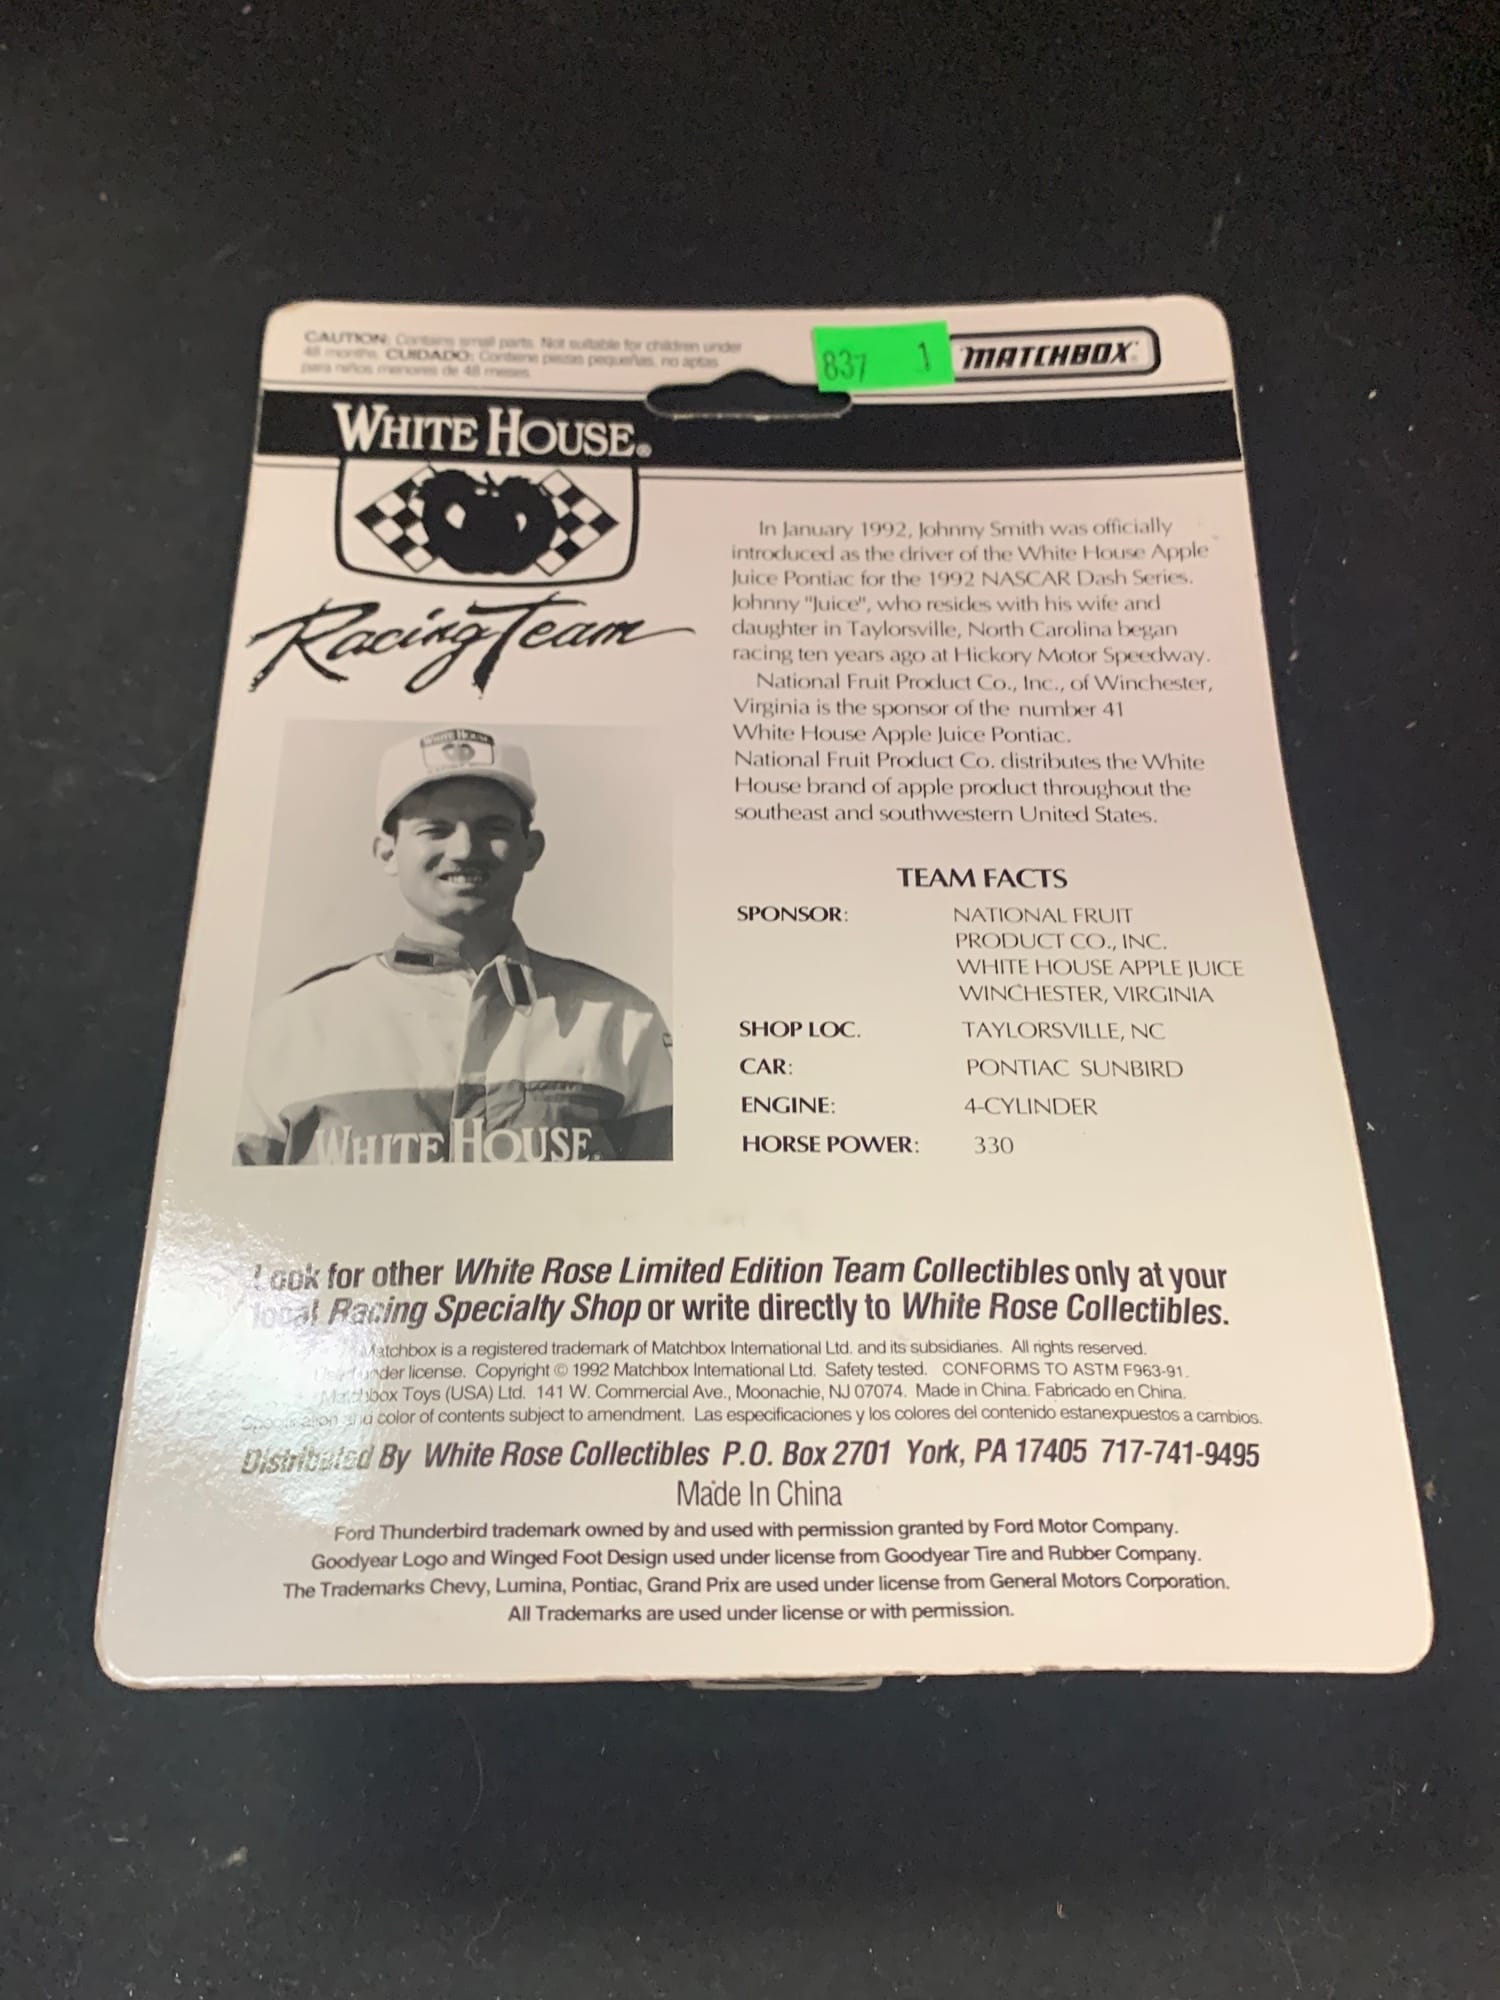 CAUTION: Contains small parts. Not suitable for children under
48 months. CUIDADO: Contiene piezas pequeñas, no aptas
para niños menores de 48 meses.
837 1
MATCHBOX
WHITE HOUSE®
Racing Team
In January 1992, Johnny Smith was officially
introduced as the driver of the White House Apple
Juice Pontiac for the 1992 NASCAR Dash Series.
Johnny "Juice", who resides with his wife and
daughter in Taylorsville, North Carolina began
racing ten years ago at Hickory Motor Speedway.
National Fruit Product Co., Inc., of Winchester,
Virginia is the sponsor of the number 41
White House Apple Juice Pontiac.
National Fruit Product Co. distributes the White
House brand of apple product throughout the
southeast and southwestern United States.
WHITE HOUSE
WHITE HOUSE.
TEAM FACTS
SPONSOR: NATIONAL FRUIT
PRODUCT CO., INC.
WHITE HOUSE APPLE JUICE
WINCHESTER, VIRGINIA
SHOP LOC. TAYLORSVILLE, NC
CAR: PONTIAC SUNBIRD
ENGINE: 4-CYLINDER
HORSE POWER: 330
Look for other White Rose Limited Edition Team Collectibles only at your
local Racing Specialty Shop or write directly to White Rose Collectibles.
Matchbox is a registered trademark of Matchbox International Ltd. and its subsidiaries. All rights reserved.
Used under license. Copyright © 1992 Matchbox International Ltd. Safety tested. CONFORMS TO ASTM F963-91.
Matchbox Toys (USA) Ltd. 141 W. Commercial Ave., Moonachie, NJ 07074. Made in China. Fabricado en China.
Specification and color of contents subject to amendment. Las especificaciones y los colores del contenido estanexpuestos a cambios.
Distributed By White Rose Collectibles P.O. Box 2701 York, PA 17405 717-741-9495
Made In China
Ford Thunderbird trademark owned by and used with permission granted by Ford Motor Company.
Goodyear Logo and Winged Foot Design used under license from Goodyear Tire and Rubber Company.
The Trademarks Chevy, Lumina, Pontiac, Grand Prix are used under license from General Motors Corporation.
All Trademarks are used under license or with permission.